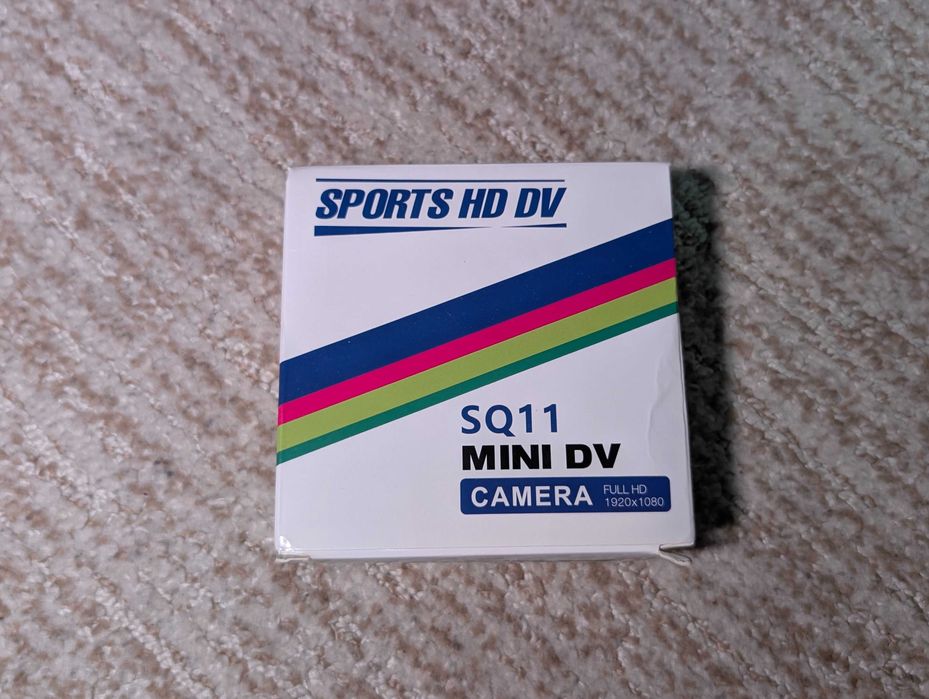 SPORTS HD DV
SQ11
MINI DV
CAMERA
FULL HD
1920x1080